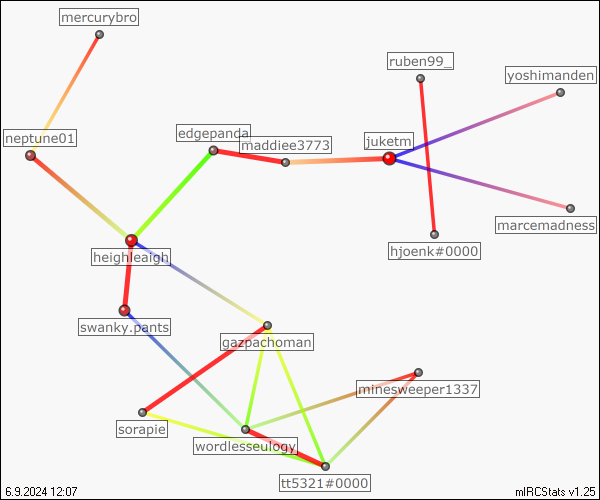 mercurybro
ruben99_
yoshimanden
neptune01
edgepanda
maddiee3773
juketm
marcemadness
hjoenk#0000
heighleaigh
swanky.pants
gazpachoman
minesweeper1337
sorapie
wordlesseulogy
tt5321#0000
6.9.2024 12:07
mIRCStats v1.25